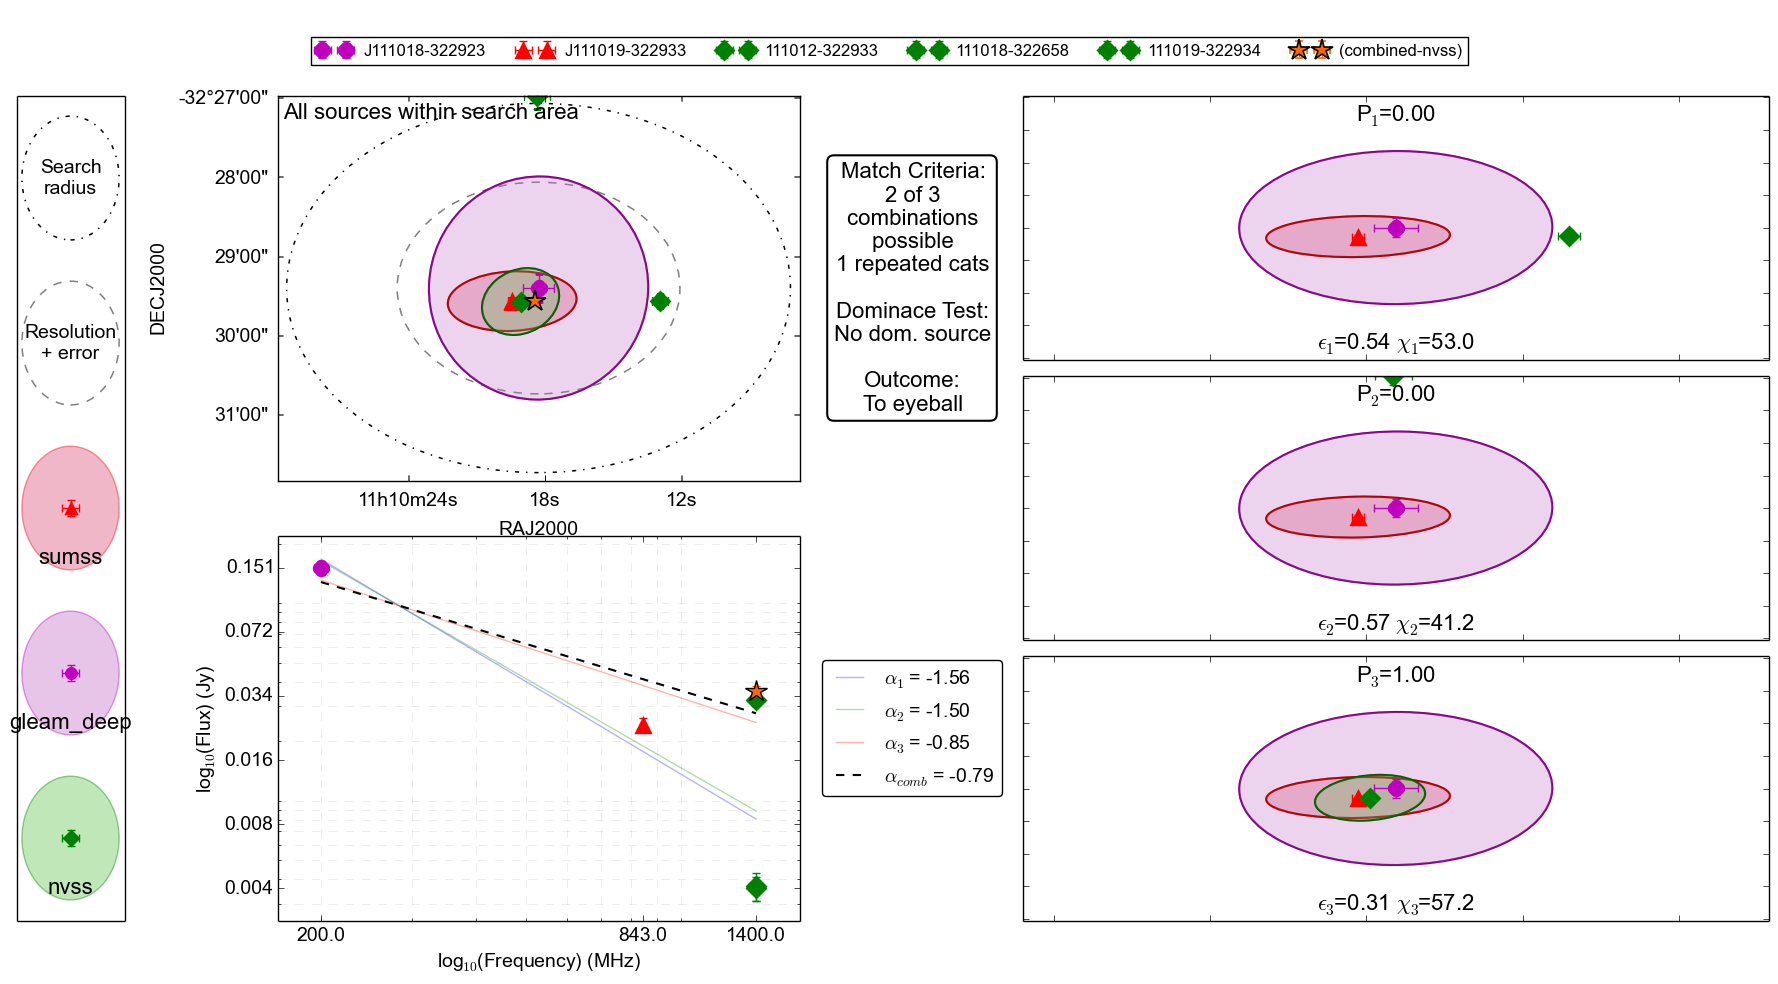 J111018-322923 J111019-322933 111012-322933 111018-322658 111019-322934 (combined-nvss)
Search
radius
Resolution
+ error
sumss
gleam_deep
nvss
All sources within search area
-32°27'00"
28'00"
29'00"
30'00"
31'00"
DECJ2000
11h10m24s 18s 12s
RAJ2000
Match Criteria:
2 of 3
combinations
possible
1 repeated cats
Dominace Test:
No dom. source
Outcome:
To eyeball
P1=0.00
ϵ1=0.54 χ1=53.0
P2=0.00
ϵ2=0.57 χ2=41.2
P3=1.00
ϵ3=0.31 χ3=57.2
0.151
0.072
0.034
0.016
0.008
0.004
log10(Flux) (Jy)
200.0 843.0 1400.0
log10(Frequency) (MHz)
α1 = -1.56
α2 = -1.50
α3 = -0.85
αcomb = -0.79